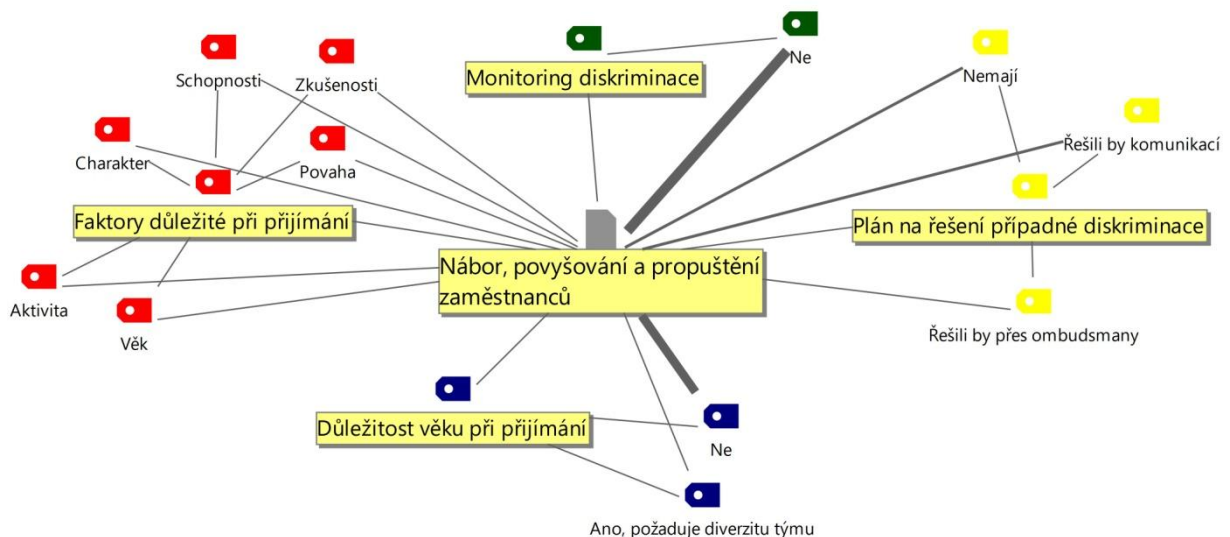 Schopnosti
Zkušenosti
Monitoring diskriminace
Ne
Nemají
Charakter
Povaha
Řešili by komunikací
Faktory důležité při přijímání
Plán na řešení případné diskriminace
Nábor, povyšování a propuštění
zaměstnanců
Aktivita
Věk
Řešili by přes ombudsmany
Důležitost věku při přijímání
Ne
Ano, požaduje diverzitu týmu